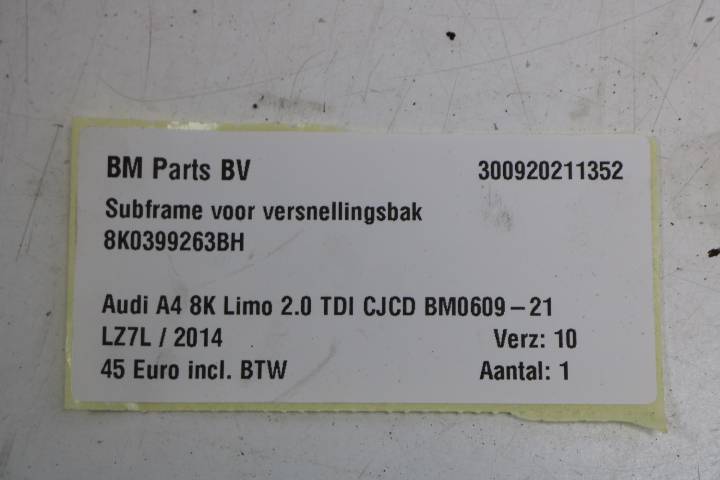 BM Parts BV 300920211352
Subframe voor versnellingsbak
8K0399263BH
Audi A4 8K Limo 2.0 TDI CJCD BM0609-21
LZ7L / 2014 Verz: 10
45 Euro incl. BTW Aantal: 1